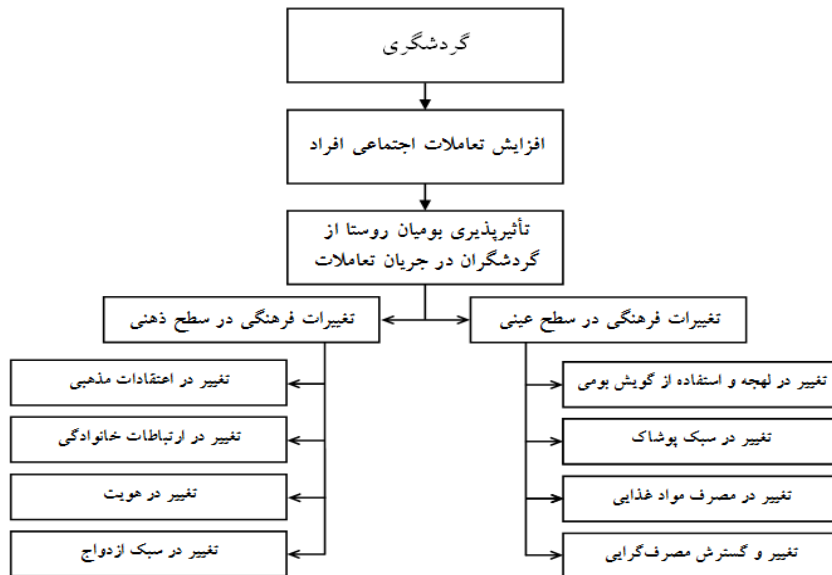 گردشگری
افزایش تعاملات اجتماعی افراد
تأثیرپذیری بومیان روستا از
گردشگران در جریان تعاملات
تغییرات فرهنگی در سطح عینی
تغییر در لهجه و استفاده از گویش بومی
تغییر در سبک پوشاک
تغییر در مصرف مواد غذایی
تغییر و گسترش مصرف‌گرایی
تغییرات فرهنگی در سطح ذهنی
تغییر در اعتقادات مذهبی
تغییر در ارتباطات خانوادگی
تغییر در هویت
تغییر در سبک ازدواج